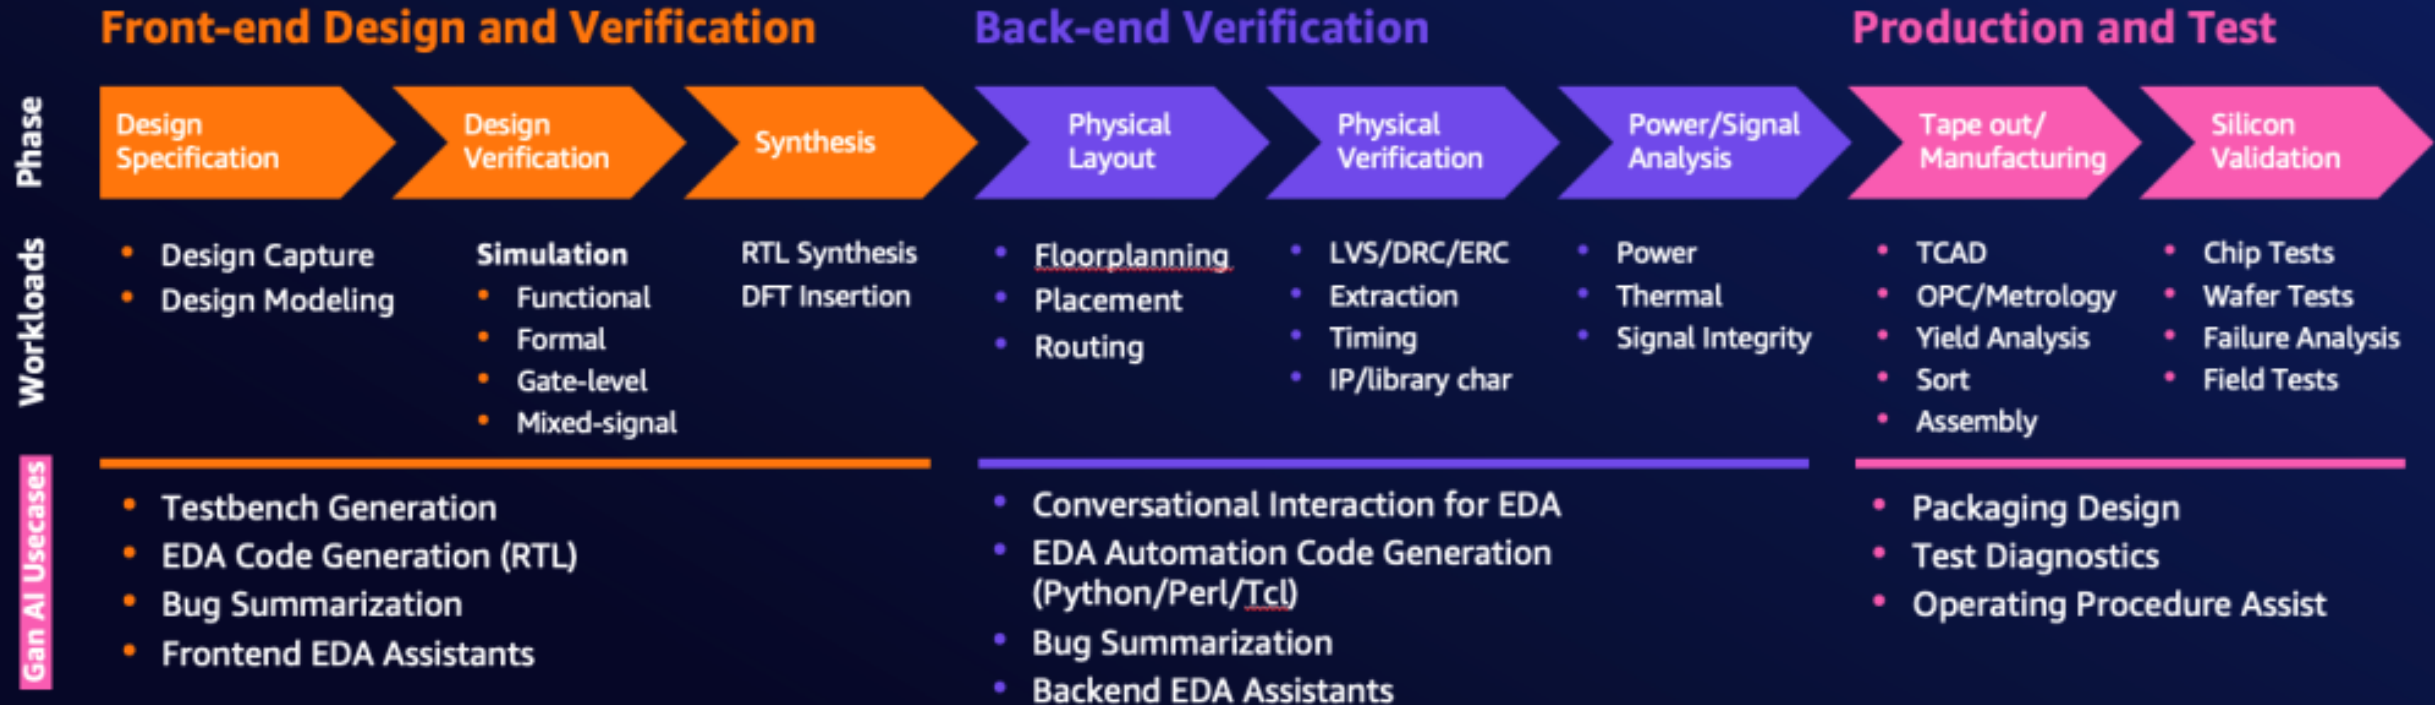 Front-end Design and Verification
Back-end Verification
Production and Test
Phase
Design
Specification
Design
Verification
Synthesis
Physical
Layout
Physical
Verification
Power/Signal
Analysis
Tape out/
Manufacturing
Silicon
Validation
Workloads
Design Capture
Design Modeling
Simulation
Functional
Formal
Gate-level
Mixed-signal
RTL Synthesis
DFT Insertion
Floorplanning
Placement
Routing
LVS/DRC/ERC
Extraction
Timing
IP/library char
Power
Thermal
Signal Integrity
TCAD
OPC/Metrology
Yield Analysis
Sort
Assembly
Chip Tests
Wafer Tests
Failure Analysis
Field Tests
Gan AI Usecases
Testbench Generation
EDA Code Generation (RTL)
Bug Summarization
Frontend EDA Assistants
Conversational Interaction for EDA
EDA Automation Code Generation
(Python/Perl/Tcl)
Bug Summarization
Backend EDA Assistants
Packaging Design
Test Diagnostics
Operating Procedure Assist